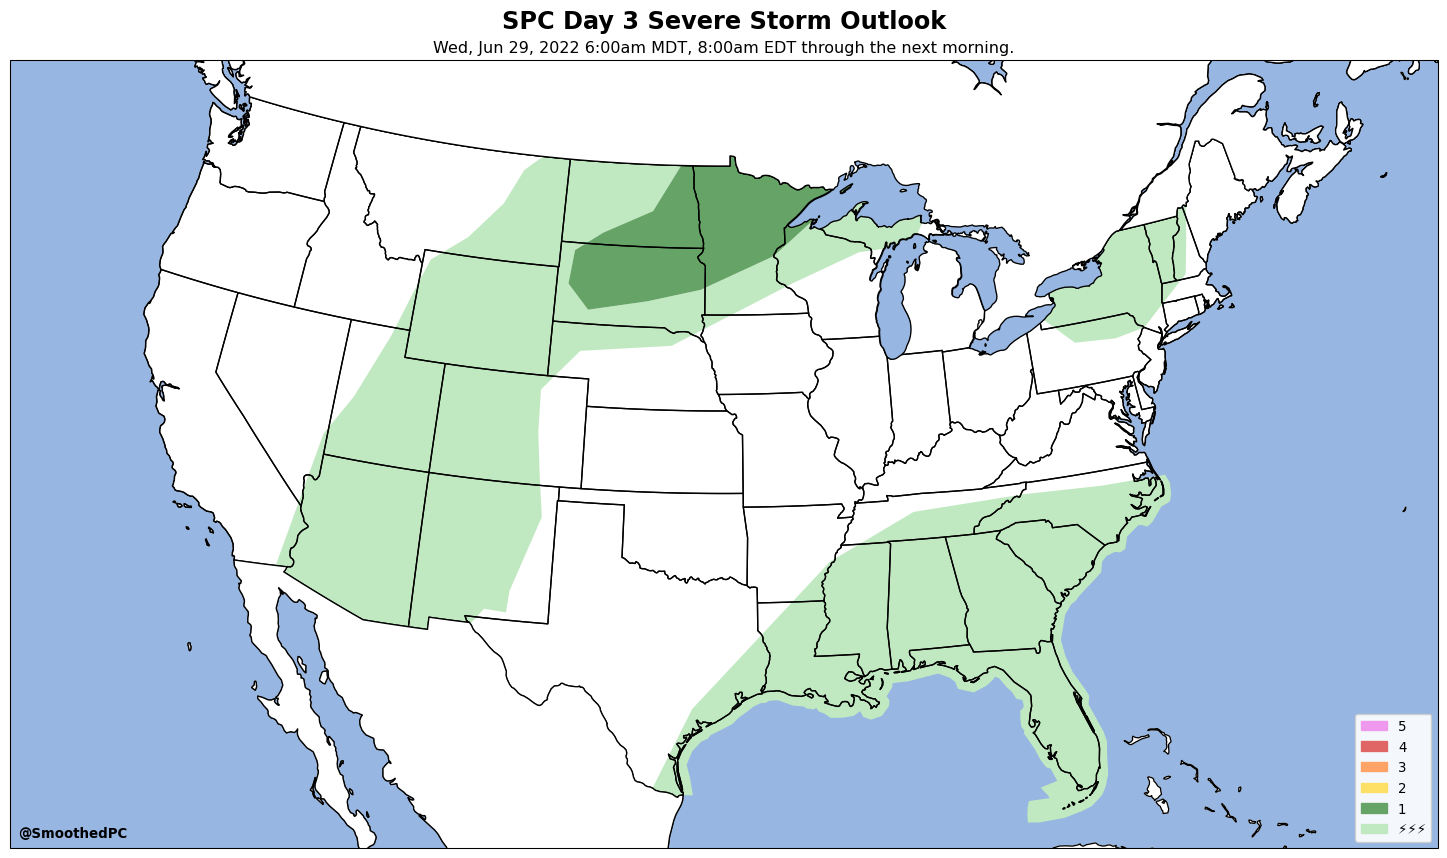 SPC Day 3 Severe Storm Outlook
Wed, Jun 29, 2022 6:00am MDT, 8:00am EDT through the next morning.
5
4
3
2
1
⚡⚡⚡
@SmoothedPC